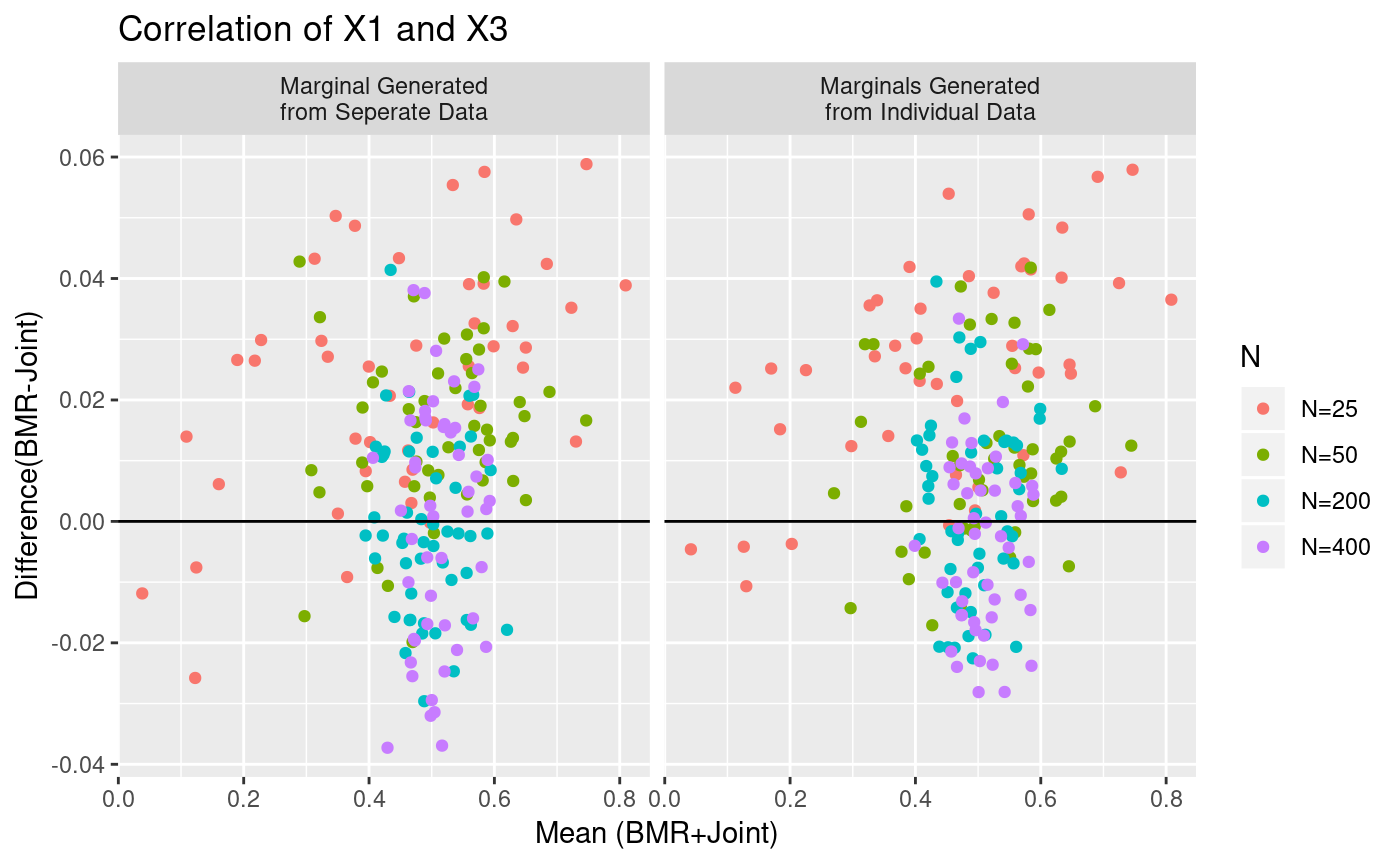 Correlation of X1 and X3
Marginal Generated
from Seperate Data
Marginals Generated
from Individual Data
Difference(BMR-Joint)
0.06
0.04
0.02
0.00
-0.02
-0.04
0.0 0.2 0.4 0.6 0.8
0.0 0.2 0.4 0.6 0.8
Mean (BMR+Joint)
N
N=25
N=50
N=200
N=400